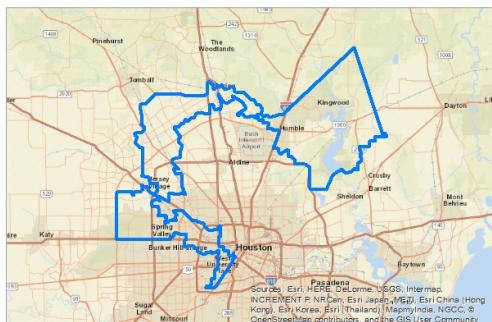 The
Woodlands
Pinehurst
Tomball
Kingwood
Dayton
Humble
Bush
Intercont
Airport
Aldine
Crosby
Barrett
Jersey
Village
Sheldon
Mont
Belvieu
Katy
Spring
Valley
Bunker Hill Village
Houston
West
University
Baytown
Pasadena
Sugar
Land
Missouri
Sources: Esri, HERE, DeLorme, USGS, Intermap,
INCREMENT P, NRCan, Esri Japan, METI, Esri China (Hong
Kong), Esri Korea, Esri (Thailand), MapmyIndia, NGCC, ©
OpenStreetMap contributors, and the GIS User Community